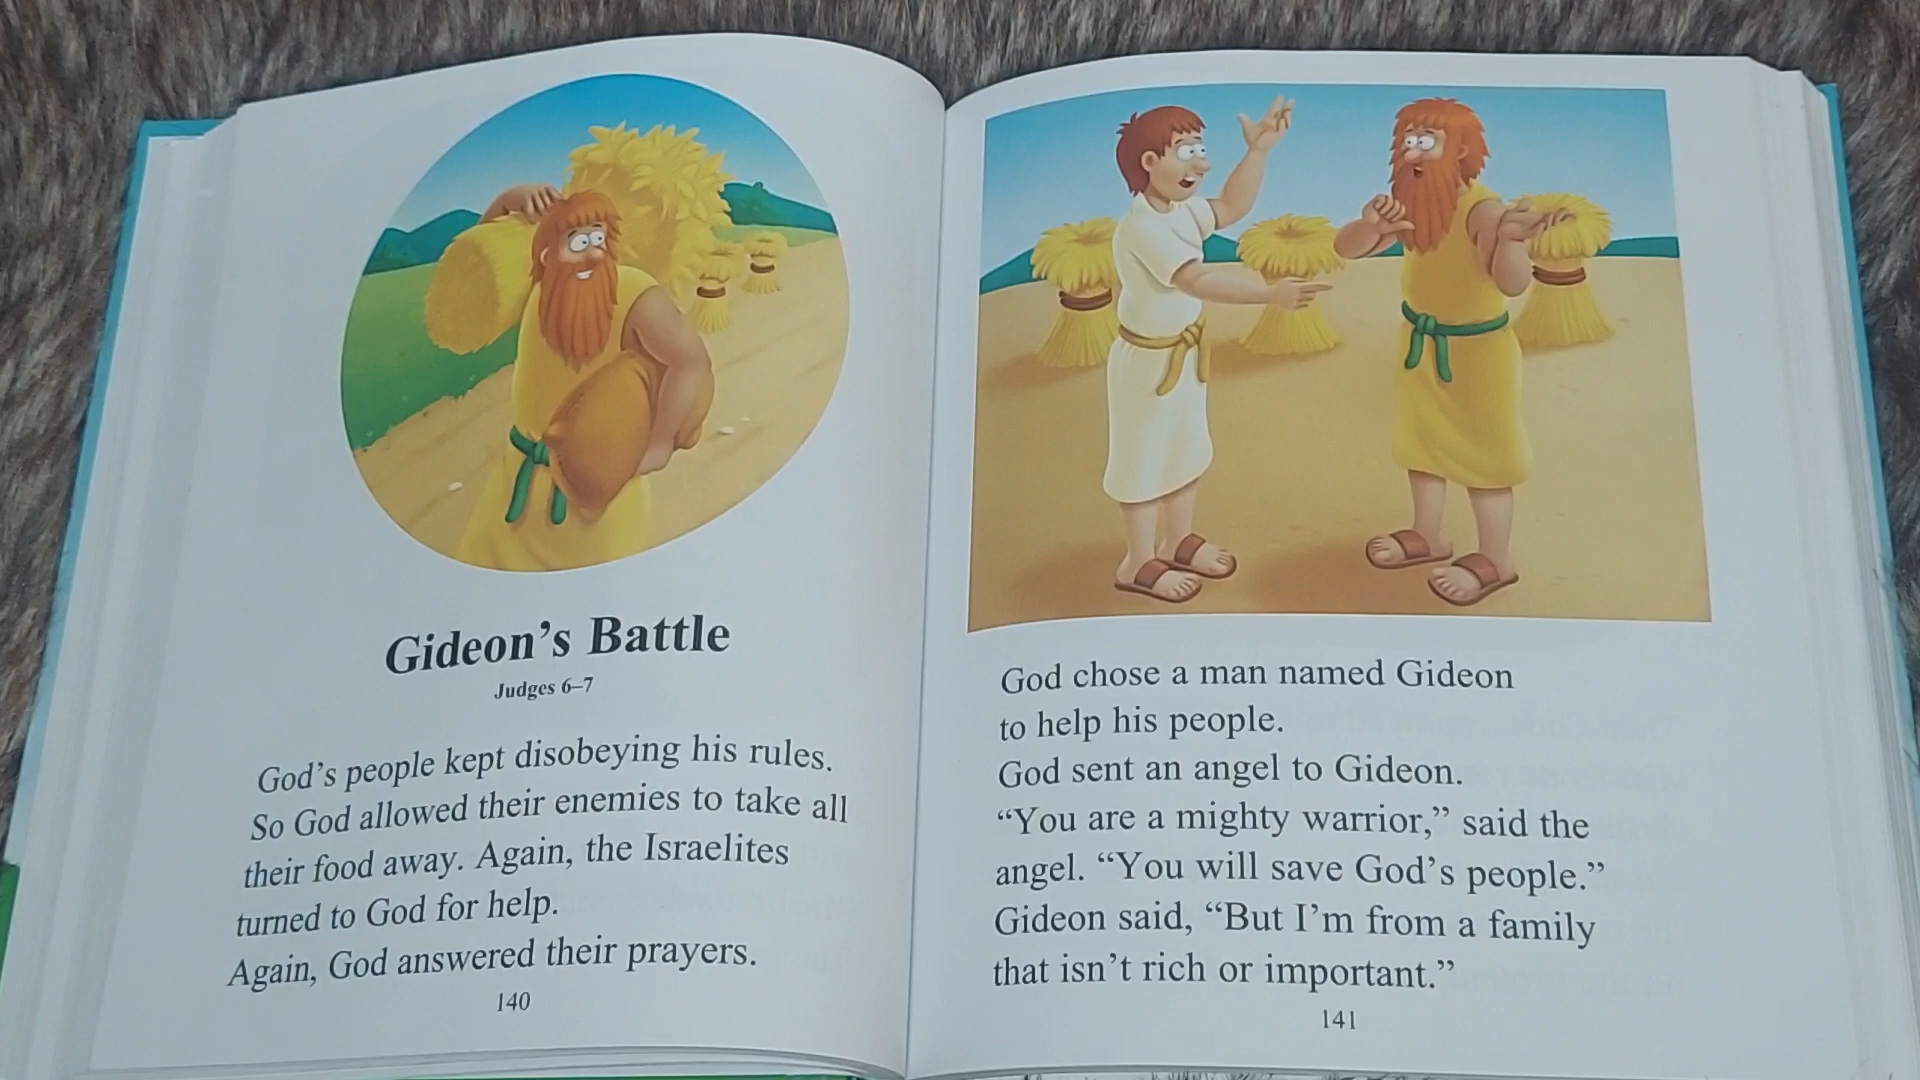 Gideon’s Battle
Judges 6–7
God’s people kept disobeying his rules.
So God allowed their enemies to take all
their food away. Again, the Israelites
turned to God for help.
Again, God answered their prayers.
140
God chose a man named Gideon
to help his people.
God sent an angel to Gideon.
“You are a mighty warrior,” said the
angel. “You will save God’s people.”
Gideon said, “But I’m from a family
that isn’t rich or important.”
141